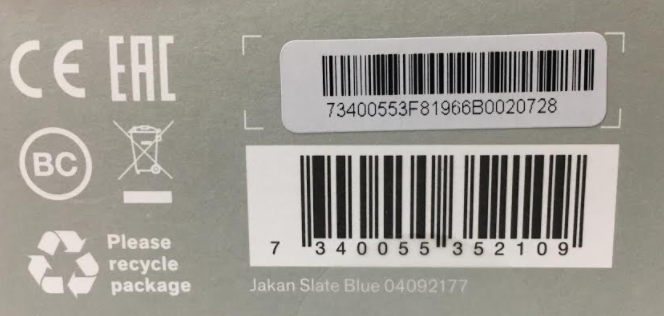 CE EAC
73400553F81966B0020728
BC
7 340055 352109
Please
recycle
package
Jakan Slate Blue 04092177